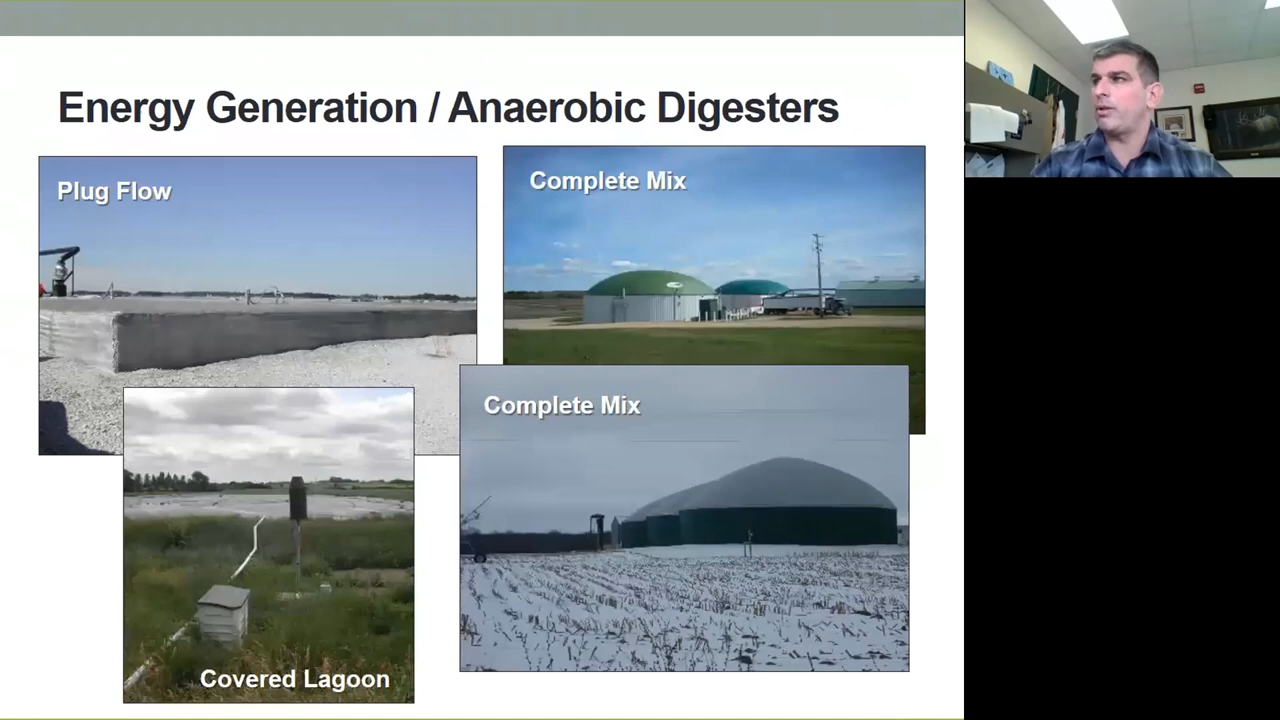 Energy Generation / Anaerobic Digesters
Plug Flow
Complete Mix
Complete Mix
Covered Lagoon